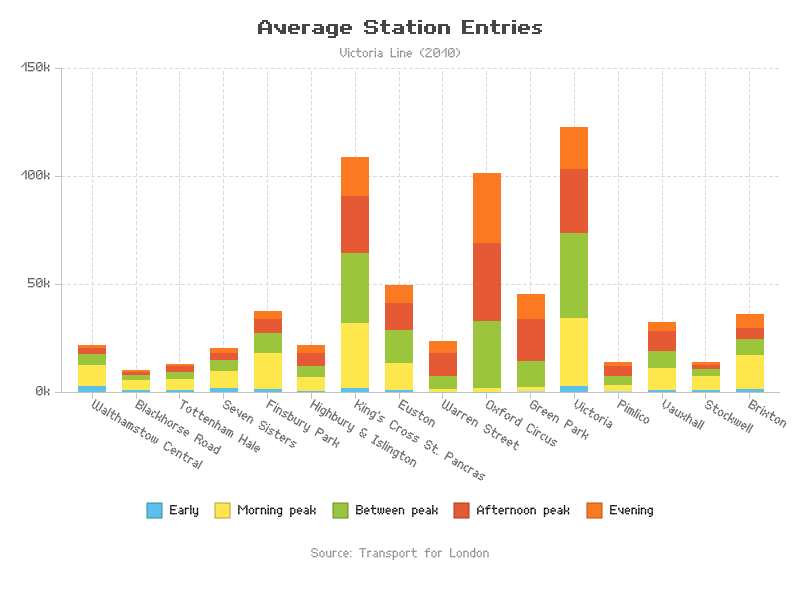 Average Station Entries
Victoria Line (2010)
150k
100k
50k
0k
Walthamstow Central
Blackhorse Road
Tottenham Hale
Seven Sisters
Finsbury Park
Highbury & Islington
King's Cross St. Pancras
Euston
Warren Street
Oxford Circus
Green Park
Victoria
Pimlico
Vauxhall
Stockwell
Brixton
Early Morning peak Between peak Afternoon peak Evening
Source: Transport for London